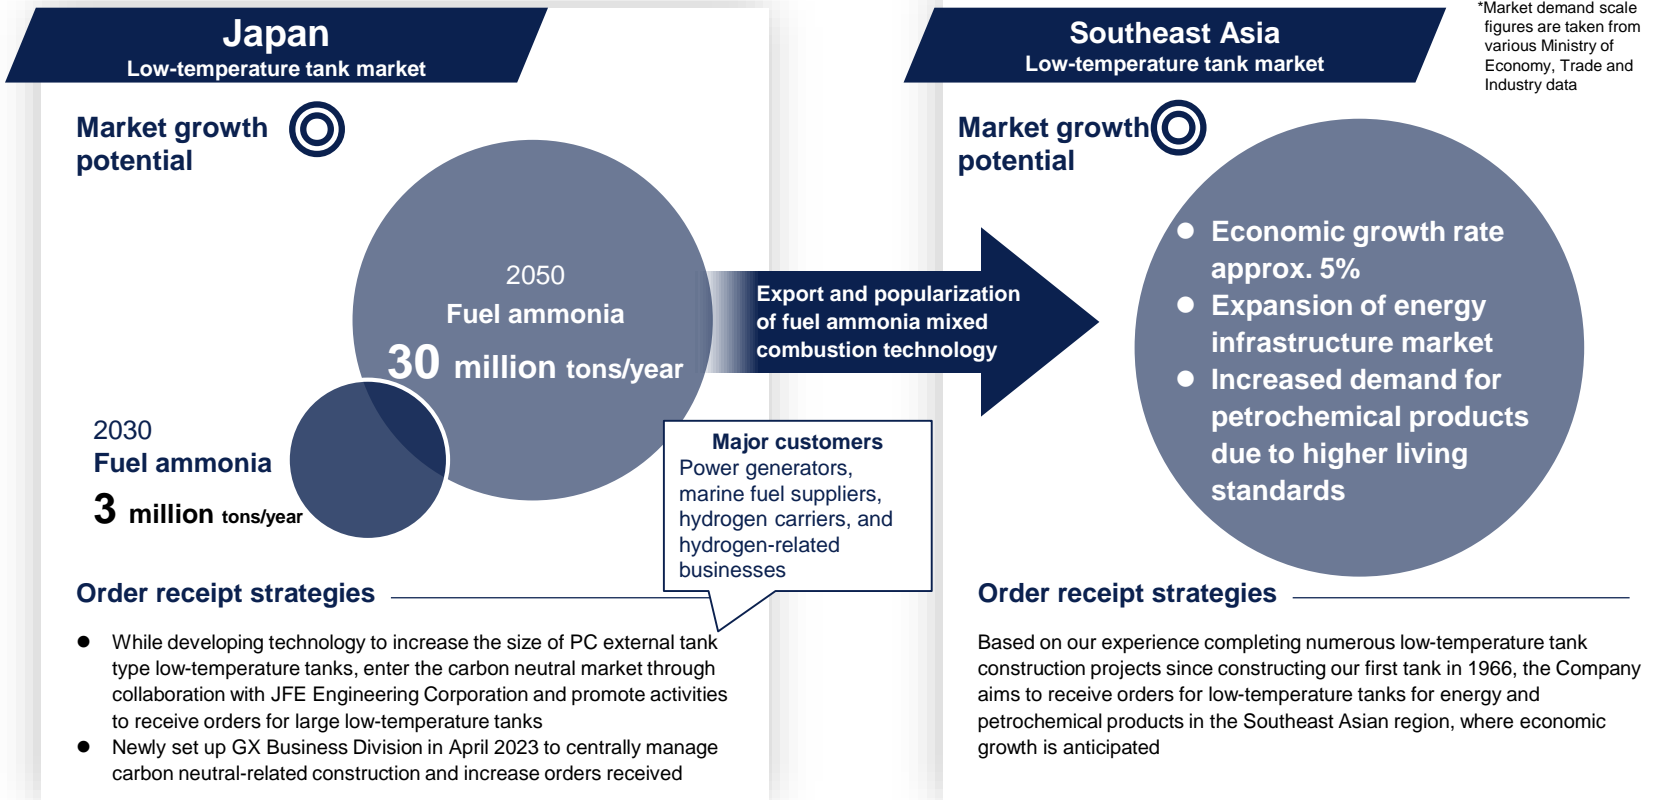 Japan
Low-temperature tank market
Market growth
potential
2050
Fuel ammonia
30 million tons/year
2030
Fuel ammonia
3 million tons/year
Export and popularization
of fuel ammonia mixed
combustion technology
Major customers
Power generators,
marine fuel suppliers,
hydrogen carriers, and
hydrogen-related
businesses
Order receipt strategies
● While developing technology to increase the size of PC external tank
type low-temperature tanks, enter the carbon neutral market through
collaboration with JFE Engineering Corporation and promote activities
to receive orders for large low-temperature tanks
● Newly set up GX Business Division in April 2023 to centrally manage
carbon neutral-related construction and increase orders received
Southeast Asia
Low-temperature tank market
*Market demand scale
figures are taken from
various Ministry of
Economy, Trade and
Industry data
Market growth
potential
● Economic growth rate
approx. 5%
● Expansion of energy
infrastructure market
● Increased demand for
petrochemical products
due to higher living
standards
Order receipt strategies
Based on our experience completing numerous low-temperature tank
construction projects since constructing our first tank in 1966, the Company
aims to receive orders for low-temperature tanks for energy and
petrochemical products in the Southeast Asian region, where economic
growth is anticipated